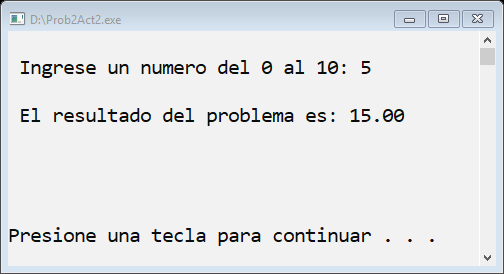 D:\Prob2Act2.exe
Ingrese un numero del 0 al 10: 5
El resultado del problema es: 15.00
Presione una tecla para continuar . . .